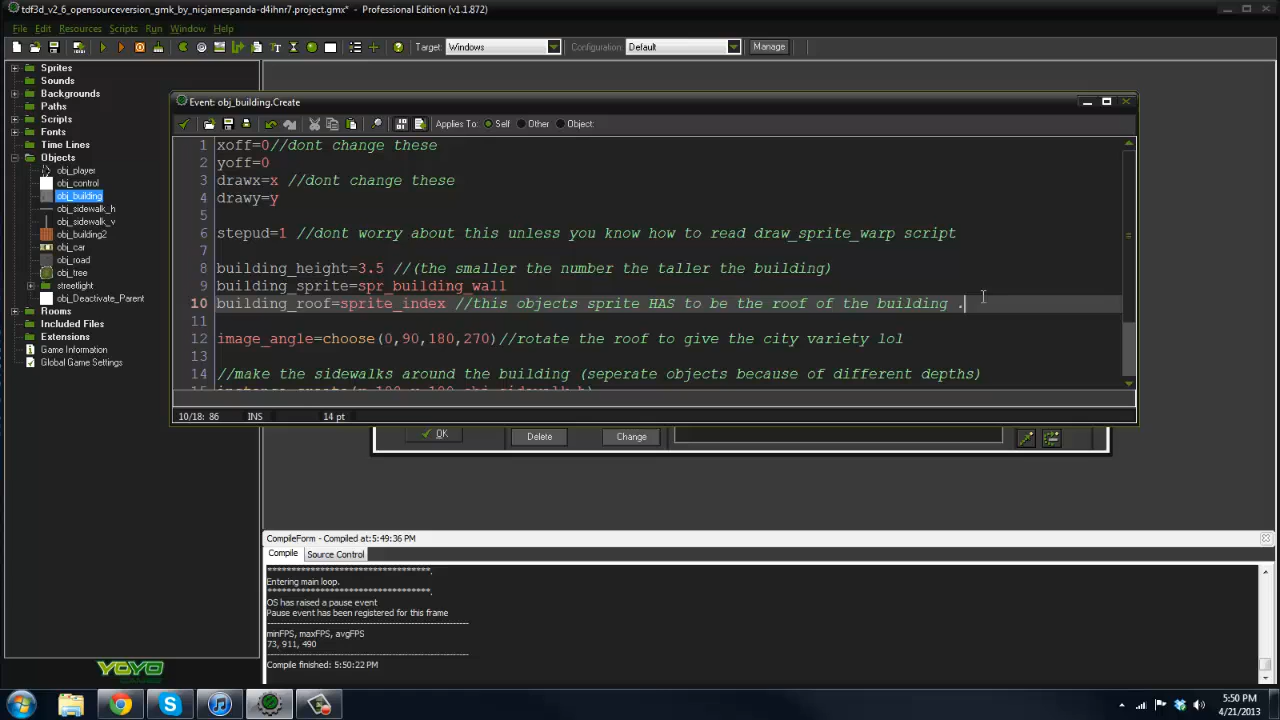 tdf3d_v2_6_opensourceversion_gmk_by_nicjamespanda-d4ihnr7.project.gmx* - Professional Edition (v1.1.872)
File Edit Resources Scripts Run Window Help
Target: Windows Configuration: Default Manage
Sprites
Sounds
Backgrounds
Paths
Scripts
Fonts
Time Lines
Objects
obj_player
obj_control
obj_building
obj_sidewalk_h
obj_sidewalk_v
obj_building2
obj_car
obj_road
obj_tree
streetlight
obj_Deactivate_Parent
Rooms
Included Files
Extensions
Game Information
Global Game Settings
YOYO
Event: obj_building.Create
Applies To: Self Other Object:
1 xoff=0//dont change these
2 yoff=0
3 drawx=x //dont change these
4 drawy=y
5
6 stepud=1 //dont worry about this unless you know how to read draw_sprite_warp script
7
8 building_height=3.5 //(the smaller the number the taller the building)
9 building_sprite=spr_building_wall
10 building_roof=sprite_index //this objects sprite HAS to be the roof of the building .
11
12 image_angle=choose(0,90,180,270)//rotate the roof to give the city variety lol
13
14 //make the sidewalks around the building (seperate objects because of different depths)
10/18: 86 INS 14 pt
OK Delete Change
CompileForm - Compiled at:5:49:36 PM
Compile Source Control
Entering main loop.
OS has raised a pause event
Pause event has been registered for this frame
minFPS, maxFPS, avgFPS
73, 911, 490
Compile finished: 5:50:22 PM
5:50 PM
4/21/2013